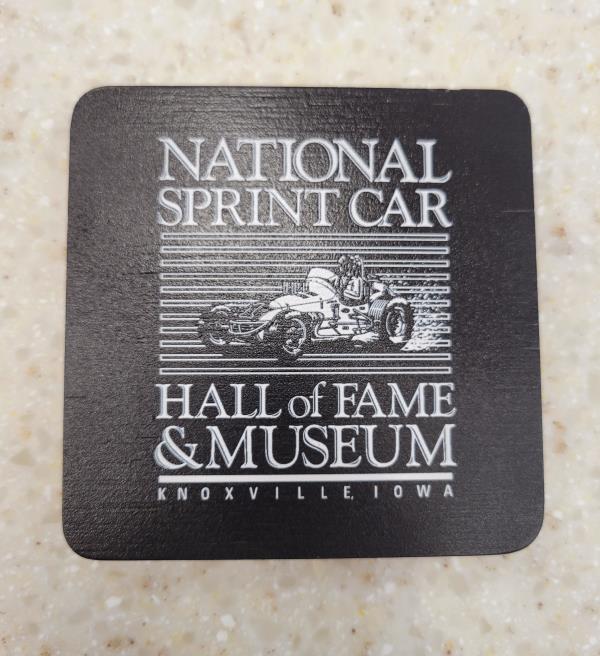 NATIONAL
SPRINT CAR
HALL of FAME
& MUSEUM
KNOXVILLE, IOWA